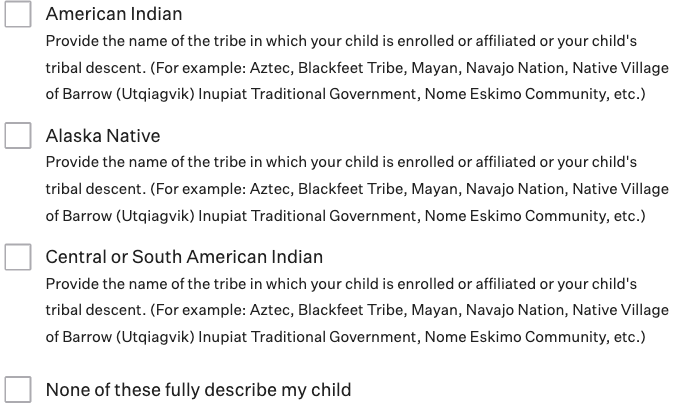 American Indian
Provide the name of the tribe in which your child is enrolled or affiliated or your child's
tribal descent. (For example: Aztec, Blackfeet Tribe, Mayan, Navajo Nation, Native Village
of Barrow (Utqiagvik) Inupiat Traditional Government, Nome Eskimo Community, etc.)
Alaska Native
Provide the name of the tribe in which your child is enrolled or affiliated or your child's
tribal descent. (For example: Aztec, Blackfeet Tribe, Mayan, Navajo Nation, Native Village
of Barrow (Utqiagvik) Inupiat Traditional Government, Nome Eskimo Community, etc.)
Central or South American Indian
Provide the name of the tribe in which your child is enrolled or affiliated or your child's
tribal descent. (For example: Aztec, Blackfeet Tribe, Mayan, Navajo Nation, Native Village
of Barrow (Utqiagvik) Inupiat Traditional Government, Nome Eskimo Community, etc.)
None of these fully describe my child